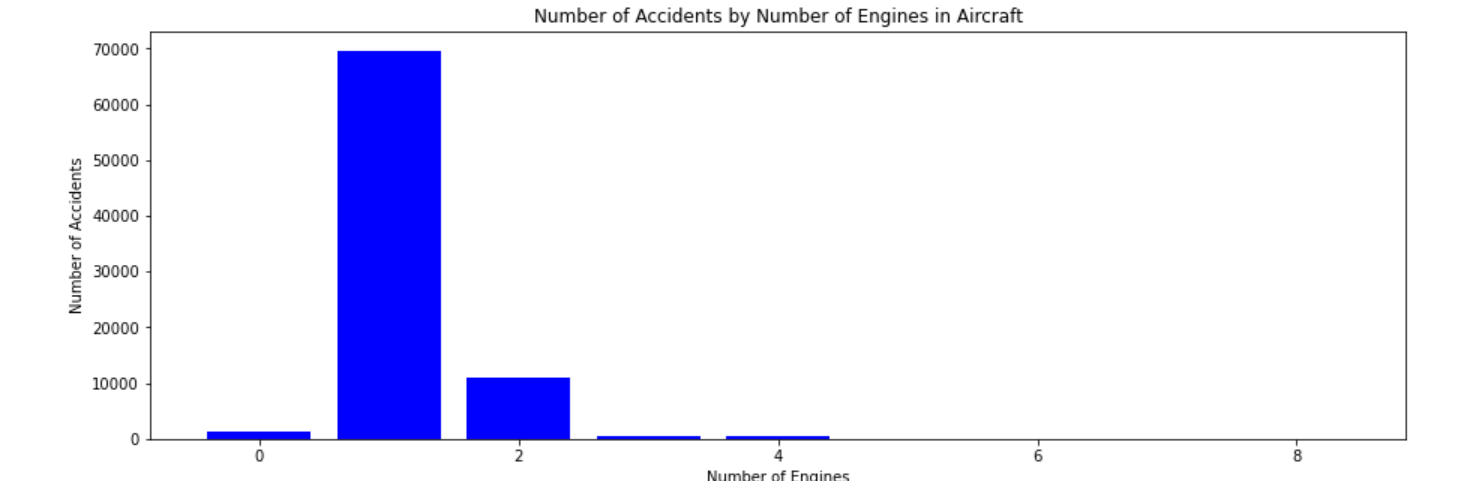 Number of Accidents by Number of Engines in Aircraft
70000
60000
50000
40000
30000
20000
10000
0
Number of Accidents
0 2 4 6 8
Number of Engines